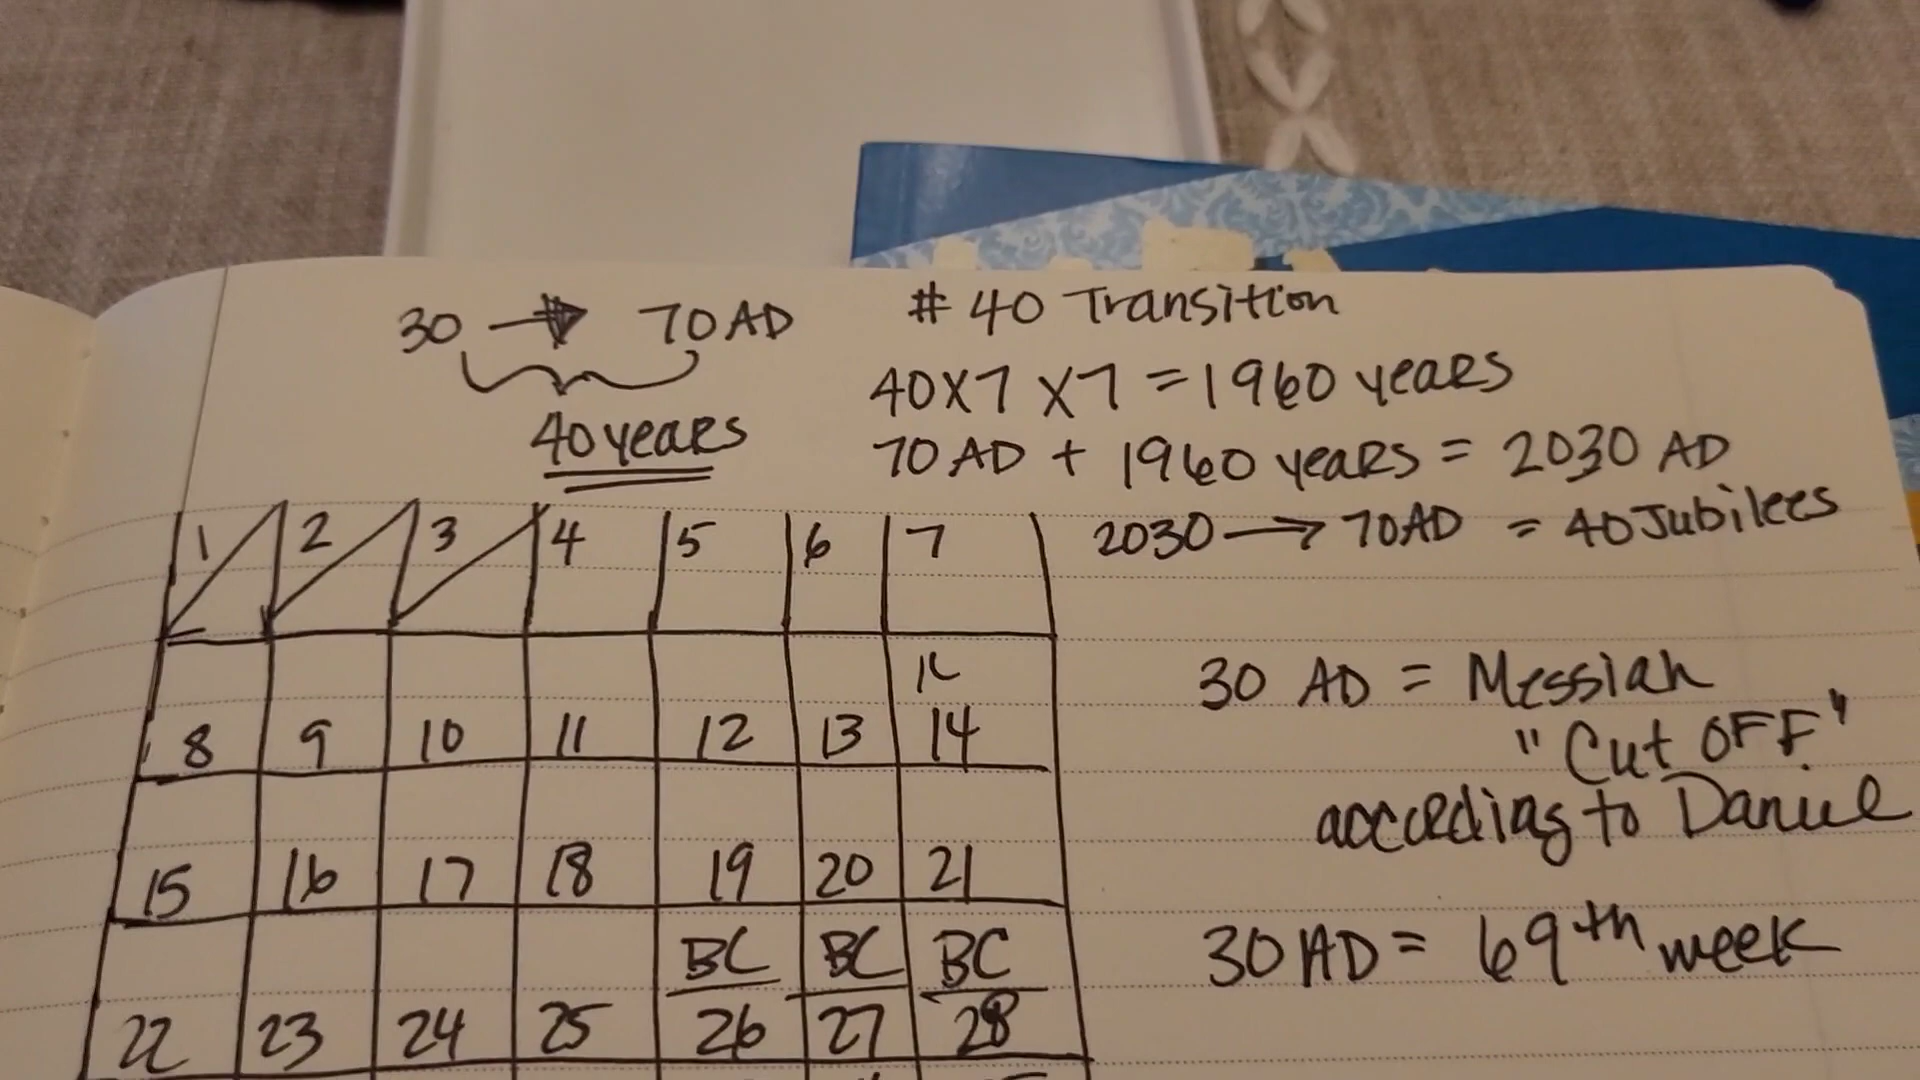 30 → 70 AD
40 years
# 40 Transition
40 x 7 x 7 = 1960 years
70 AD + 1960 years = 2030 AD
2030 → 70 AD = 40 Jubilees
1 2 3 4 5 6 7
8 9 10 11 12 13 14
15 16 17 18 19 20 21
BC BC BC
22 23 24 25 26 27 28
30 AD = Messiah
"Cut OFF"
according to Daniel
30 AD = 69th week